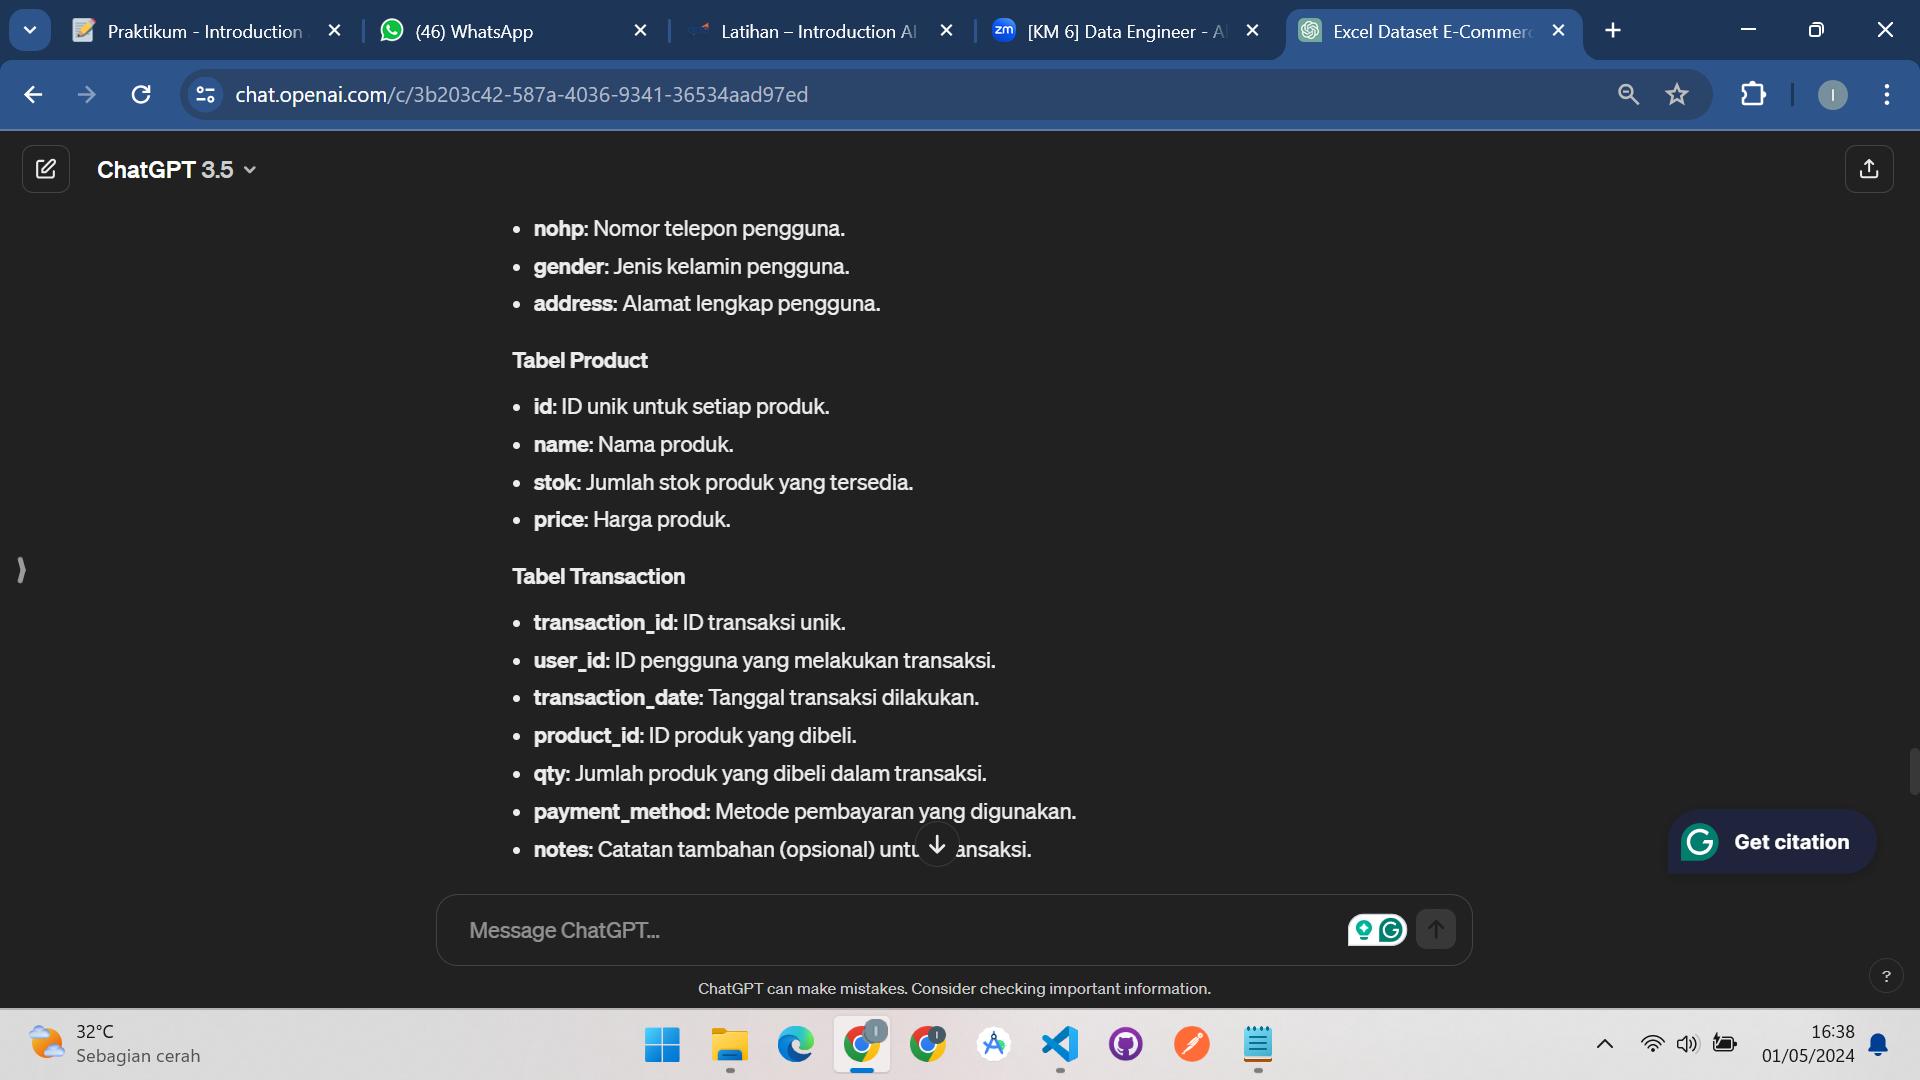 Praktikum - Introduction
(46) WhatsApp
Latihan – Introduction Al
zm
[KM 6] Data Engineer - A
Excel Dataset E-Commerc
chat.openai.com/c/3b203c42-587a-4036-9341-36534aad97ed
I
ChatGPT 3.5
• nohp: Nomor telepon pengguna.
• gender: Jenis kelamin pengguna.
• address: Alamat lengkap pengguna.
Tabel Product
• id: ID unik untuk setiap produk.
• name: Nama produk.
• stok: Jumlah stok produk yang tersedia.
• price: Harga produk.
Tabel Transaction
• transaction_id: ID transaksi unik.
• user_id: ID pengguna yang melakukan transaksi.
• transaction_date: Tanggal transaksi dilakukan.
• product_id: ID produk yang dibeli.
• qty: Jumlah produk yang dibeli dalam transaksi.
• payment_method: Metode pembayaran yang digunakan.
• notes: Catatan tambahan (opsional) untu ansaksi.
Get citation
Message ChatGPT...
ChatGPT can make mistakes. Consider checking important information.
?
32°C
Sebagian cerah
16:38
01/05/2024